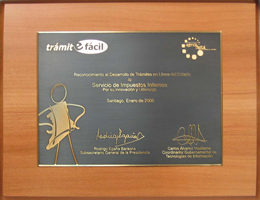 trámite fácil
Reconocimiento al Desarrollo de Trámites en Línea del Estado
a
Servicio de Impuestos Internos
Por su Innovación y Liderazgo
Santiago, Enero de
Rodrigo Egaña Baraona
Subsecretario General de la Presidencia
Carlos Alvarez Voullieme
Coordinador Gubernamental de
Tecnologías de Información